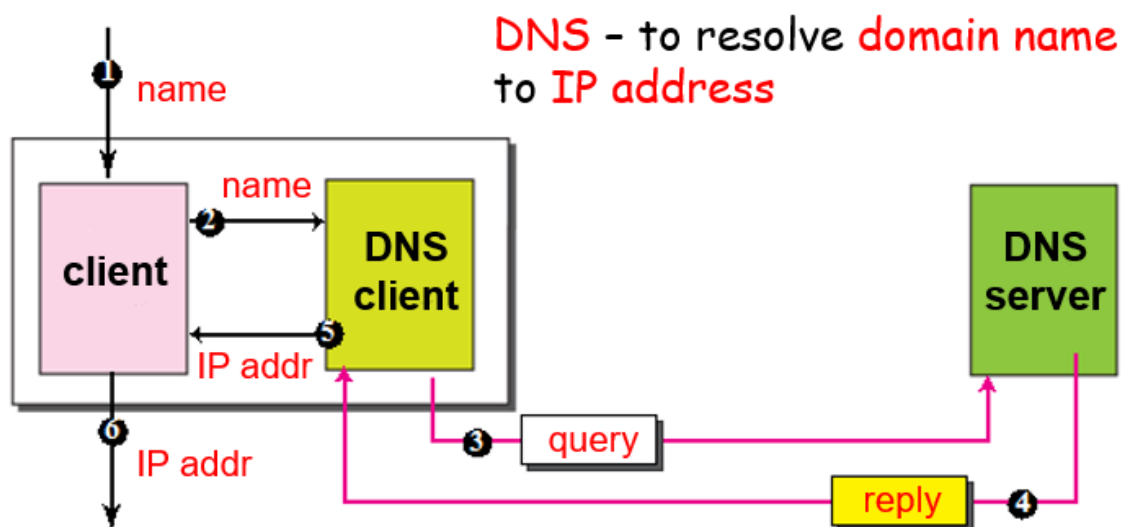 DNS – to resolve domain name
to IP address
1
name
name
2
client
DNS
client
DNS
server
5
IP addr
6
IP addr
3
query
reply
4